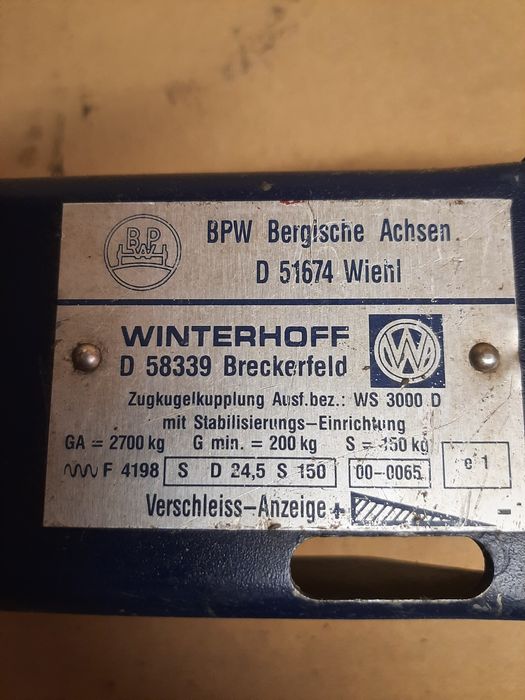 BPW
BPW Bergische Achsen
D 51674 Wiehl
WINTERHOFF
D 58339 Breckerfeld
W
Zugkugelkupplung Ausf.bez.: WS 3000 D
mit Stabilisierungs-Einrichtung
GA = 2700 kg G min. = 200 kg S = 150 kg
F 4198 S D 24,5 S 150 00-0065 e 1
Verschleiss-Anzeige + -